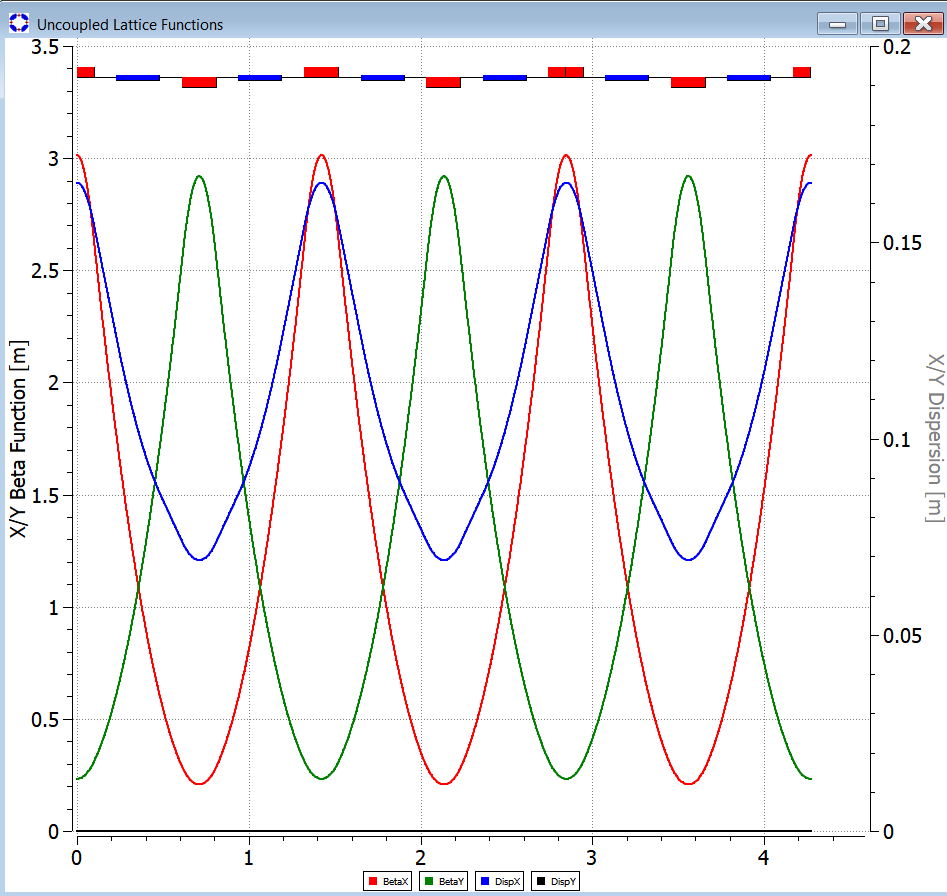 Uncoupled Lattice Functions
3.5
3
2.5
2
1.5
1
0.5
0
X/Y Beta Function [m]
0.2
0.15
0.1
0.05
0
X/Y Dispersion [m]
0 1 2 3 4
BetaX BetaY DispX DispY